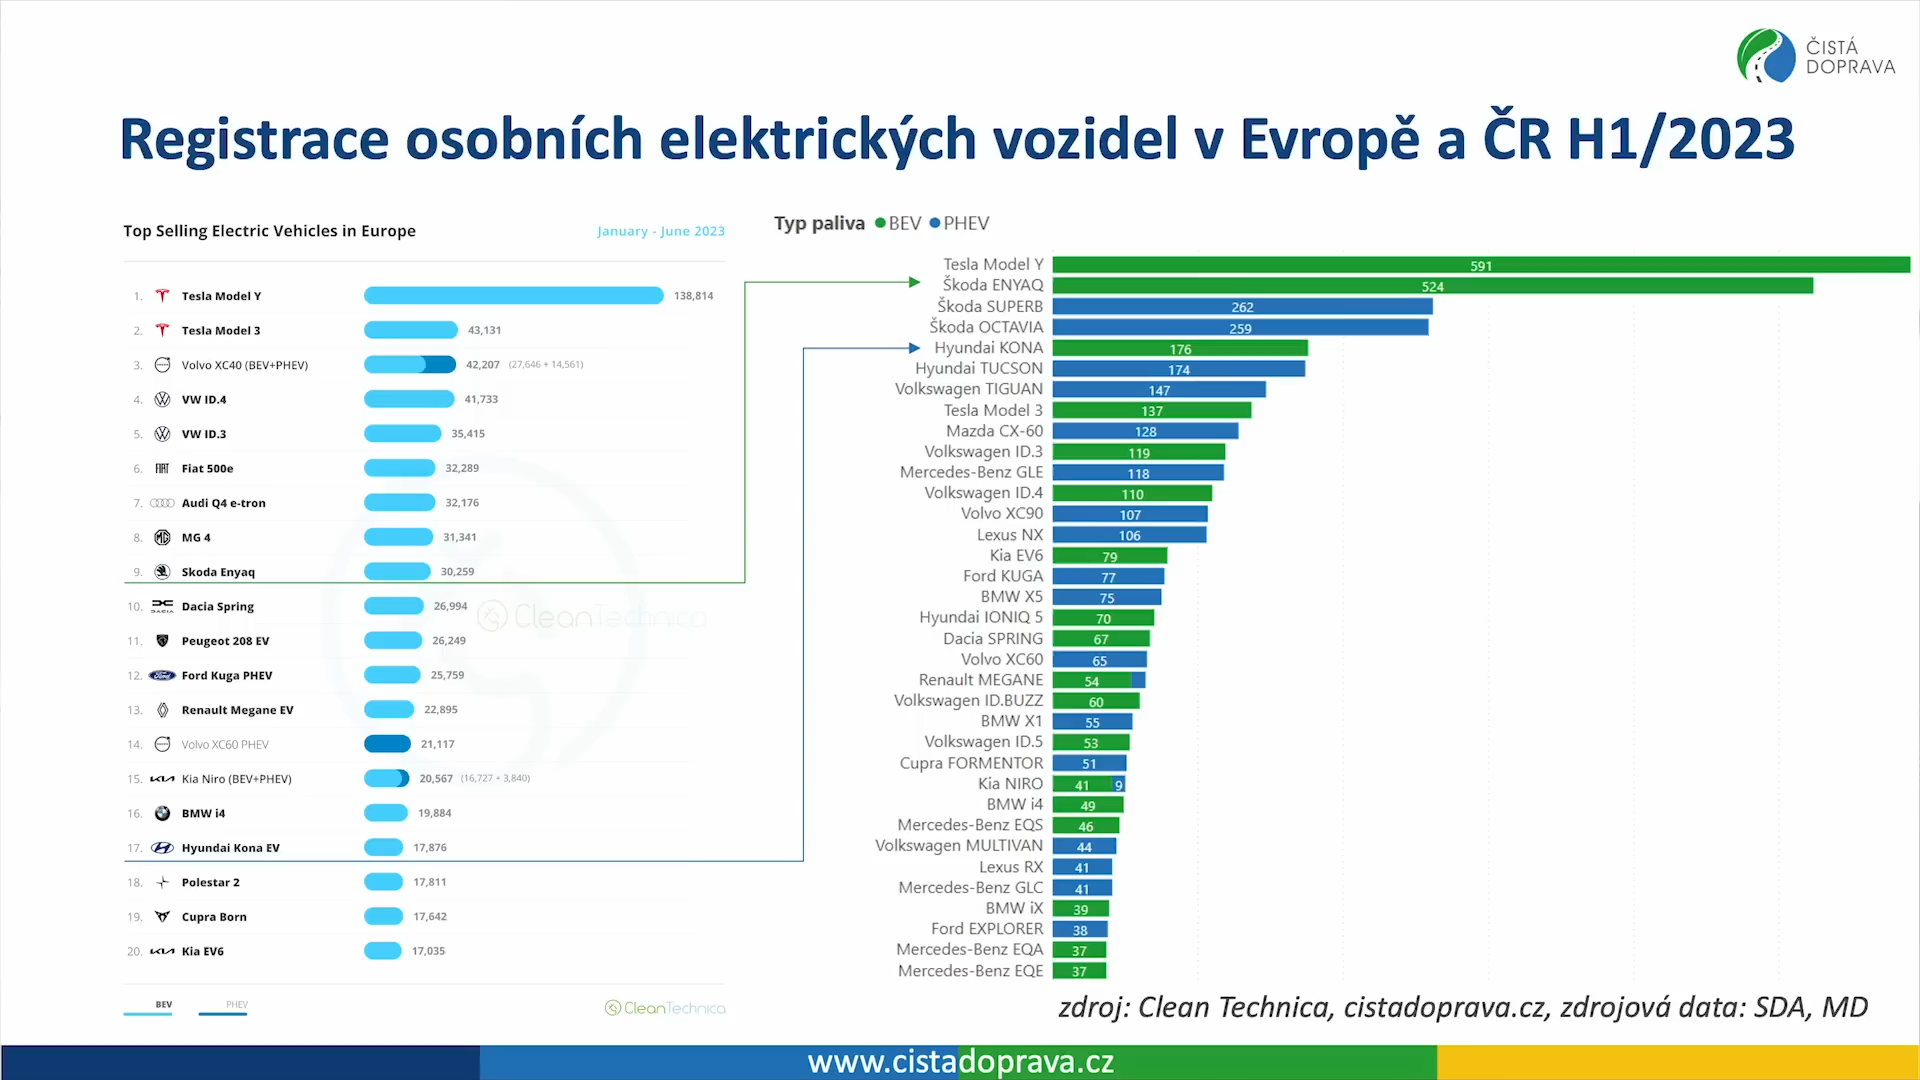 ČISTÁ
DOPRAVA
Registrace osobních elektrických vozidel v Evropě a ČR H1/2023
Top Selling Electric Vehicles in Europe
January - June 2023
1. Tesla Model Y 138,814
2. Tesla Model 3 43,131
3. Volvo XC40 (BEV+PHEV) 42,207 (27,646 + 14,561)
4. VW ID.4 41,733
5. VW ID.3 35,415
6. FIAT Fiat 500e 32,289
7. Audi Q4 e-tron 32,176
8. MG 4 31,341
9. Skoda Enyaq 30,259
10. DACIA Dacia Spring 26,994
11. Peugeot 208 EV 26,249
12. Ford Ford Kuga PHEV 25,759
13. Renault Megane EV 22,895
14. Volvo XC60 PHEV 21,117
15. KIA Kia Niro (BEV+PHEV) 20,567 (16,727 + 3,840)
16. BMW i4 19,884
17. Hyundai Kona EV 17,876
18. Polestar 2 17,811
19. Cupra Born 17,642
20. KIA Kia EV6 17,035
CleanTechnica
BEV PHEV
CleanTechnica
Typ paliva BEV PHEV
Tesla Model Y 591
Škoda ENYAQ 524
Škoda SUPERB 262
Škoda OCTAVIA 259
Hyundai KONA 176
Hyundai TUCSON 174
Volkswagen TIGUAN 147
Tesla Model 3 137
Mazda CX-60 128
Volkswagen ID.3 119
Mercedes-Benz GLE 118
Volkswagen ID.4 110
Volvo XC90 107
Lexus NX 106
Kia EV6 79
Ford KUGA 77
BMW X5 75
Hyundai IONIQ 5 70
Dacia SPRING 67
Volvo XC60 65
Renault MEGANE 54
Volkswagen ID.BUZZ 60
BMW X1 55
Volkswagen ID.5 53
Cupra FORMENTOR 51
Kia NIRO 41 9
BMW i4 49
Mercedes-Benz EQS 46
Volkswagen MULTIVAN 44
Lexus RX 41
Mercedes-Benz GLC 41
BMW iX 39
Ford EXPLORER 38
Mercedes-Benz EQA 37
Mercedes-Benz EQE 37
zdroj: Clean Technica, cistadoprava.cz, zdrojová data: SDA, MD
www.cistadoprava.cz